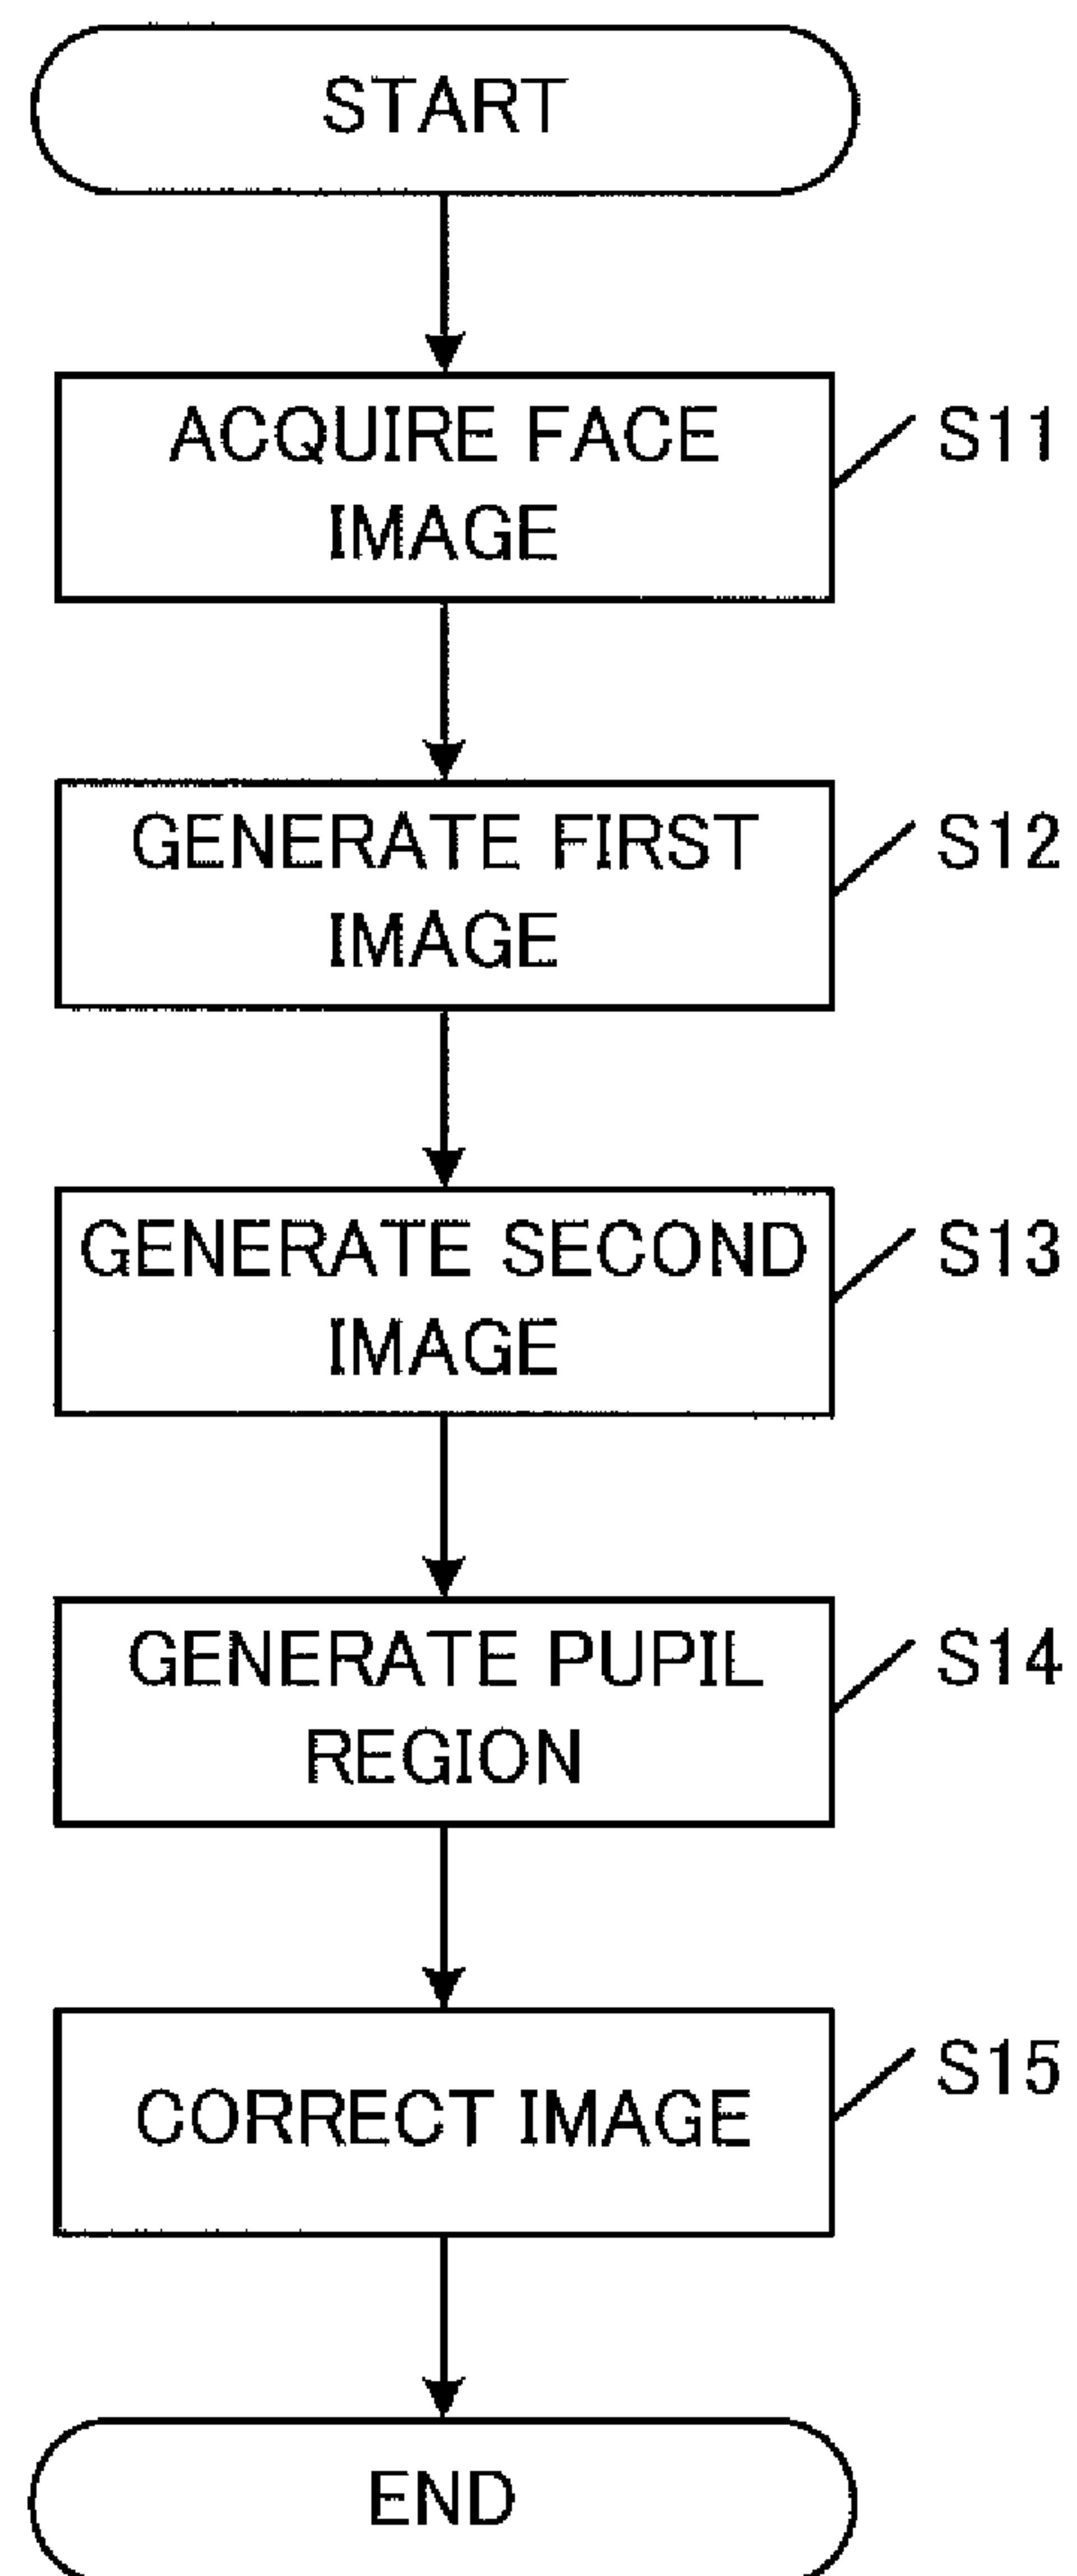 START
ACQUIRE FACE
IMAGE
S11
GENERATE FIRST
IMAGE
S12
GENERATE SECOND
IMAGE
S13
GENERATE PUPIL
REGION
S14
CORRECT IMAGE
S15
END